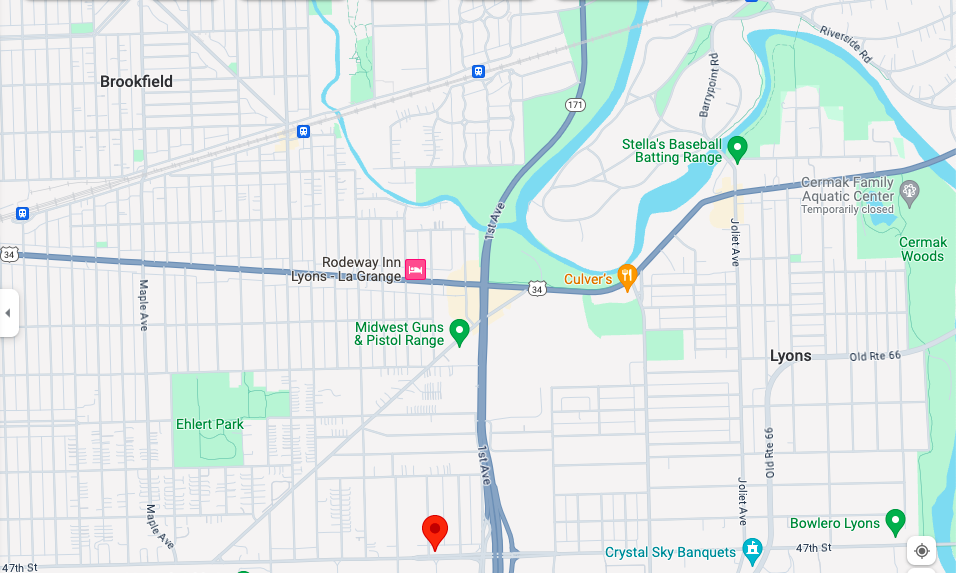 Riverside Rd
Brookfield
Barrypoint Rd
171
Stella's Baseball
Batting Range
Cermak Family
Aquatic Center
Temporarily closed
1st Ave
Joliet Ave
Cermak
Woods
34
Rodeway Inn
Lyons - La Grange
Culver's
34
Maple Ave
Midwest Guns
& Pistol Range
Lyons
Old Rte 66
Ehlert Park
1st Ave
Old Rte 66
Joliet Ave
Maple Ave
Bowlero Lyons
Crystal Sky Banquets
47th St
47th St